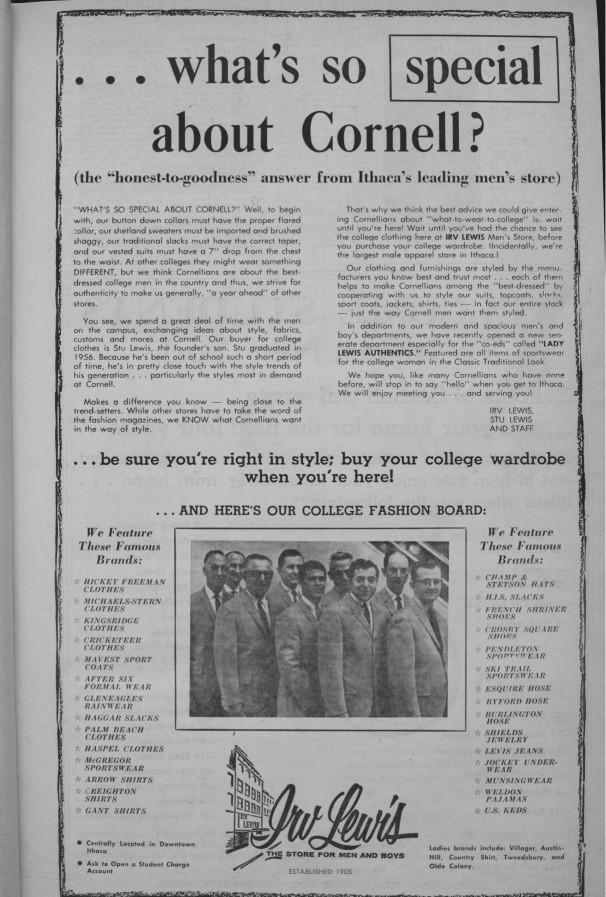 . . . what's so special
about Cornell?
(the "honest-to-goodness" answer from Ithaca's leading men's store)
"WHAT'S SO SPECIAL ABOUT CORNELL?" Well, to begin
with, our button down collars must have the proper flared
collar, our shetland sweaters must be imported and brushed
shaggy, our traditional slacks must have the correct taper,
and our vested suits must have a 7" drop from the chest
to the waist. At other colleges they might wear something
DIFFERENT, but we think Cornellians are about the best-
dressed college men in the country and thus, we strive for
authenticity to make us generally, "a year ahead" of other
stores.
You see, we spend a great deal of time with the men
on the campus, exchanging ideas about style, fabrics,
customs and mores at Cornell. Our buyer for college
clothes is Stu Lewis, the founder's son. Stu graduated in
1956. Because he's been out of school such a short period
of time, he's in pretty close touch with the style trends of
his generation . . . particularly the styles most in demand
at Cornell.
Makes a difference you know — being close to the
trend-setters. While other stores have to take the word of
the fashion magazines, we KNOW what Cornellians want
in the way of style.
That's why we think the best advice we could give enter-
ing Cornellians about "what-to-wear-to-college" is, wait
until you're here! Wait until you've had the chance to see
the college clothing here at IRV LEWIS Men's Store, before
you purchase your college wardrobe. (Incidentally, we're
the largest male apparel store in Ithaca.)
Our clothing and furnishings are styled by the manu-
facturers you know best and trust most . . . each of them
helps to make Cornellians among the "best-dressed" by
cooperating with us to style our suits, topcoats, slacks,
sport coats, jackets, shirts, ties — in fact our entire stock
— just the way Cornell men want them styled.
In addition to our modern and spacious men's and
boy's departments, we have recently opened a new sep-
erate department especially for the "co-eds" called "LADY
LEWIS AUTHENTICS." Featured are all items of sportswear
for the college woman in the Classic Traditional Look.
We hope you, like many Cornellians who have come
before, will stop in to say "hello" when you get to Ithaca.
We will enjoy meeting you . . . and serving you!
IRV LEWIS,
STU LEWIS
AND STAFF
. . . be sure you're right in style; buy your college wardrobe
when you're here!
. . . AND HERE'S OUR COLLEGE FASHION BOARD:
We Feature
These Famous
Brands:
☆ HICKEY FREEMAN
CLOTHES
☆ MICHAELS-STERN
CLOTHES
☆ KINGSRIDGE
CLOTHES
☆ CRICKETEER
CLOTHES
☆ MAVEST SPORT
COATS
☆ AFTER SIX
FORMAL WEAR
☆ GLENEAGLES
RAINWEAR
☆ HAGGAR SLACKS
☆ PALM BEACH
CLOTHES
☆ HASPEL CLOTHES
☆ McGREGOR
SPORTSWEAR
☆ ARROW SHIRTS
☆ CREIGHTON
SHIRTS
☆ GANT SHIRTS
We Feature
These Famous
Brands:
☆ CHAMP &
STETSON HATS
☆ H.I.S. SLACKS
☆ FRENCH SHRINER
SHOES
☆ CROSBY SQUARE
SHOES
☆ PENDLETON
SPORTSWEAR
☆ SKI TRAIL
SPORTSWEAR
☆ ESQUIRE HOSE
☆ BYFORD HOSE
☆ BURLINGTON
HOSE
☆ SHIELDS
JEWELRY
☆ LEVIS JEANS
☆ JOCKEY UNDER-
WEAR
☆ MUNSINGWEAR
☆ WELDON
PAJAMAS
☆ U.S. KEDS
● Centrally Located in Downtown
Ithaca
● Ask to Open a Student Charge
Account
Irv Lewis
THE STORE FOR MEN AND BOYS
ESTABLISHED 1905
Ladies brands include: Villager, Austin-
Hill, Country Shirt, Tweedsbury, and
Olde Colony.